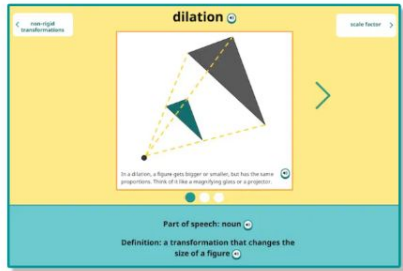 dilation
non-rigid
transformations
scale factor
In a dilation, a figure gets bigger or smaller, but has the same
proportions. Think of it like a magnifying glass or a projector.
Part of speech: noun
Definition: a transformation that changes the
size of a figure